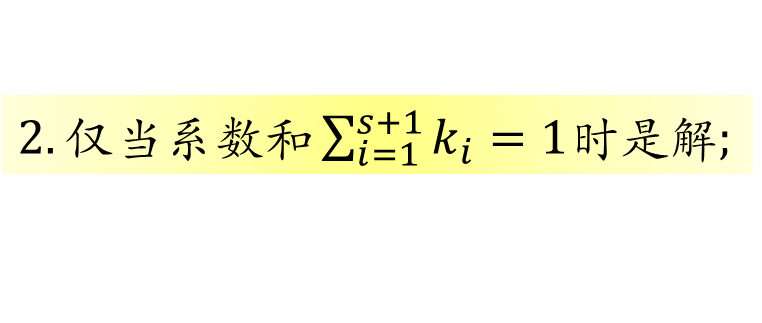 2. 仅当系数和 $\sum_{i=1}^{s+1} k_i = 1$ 时是解;